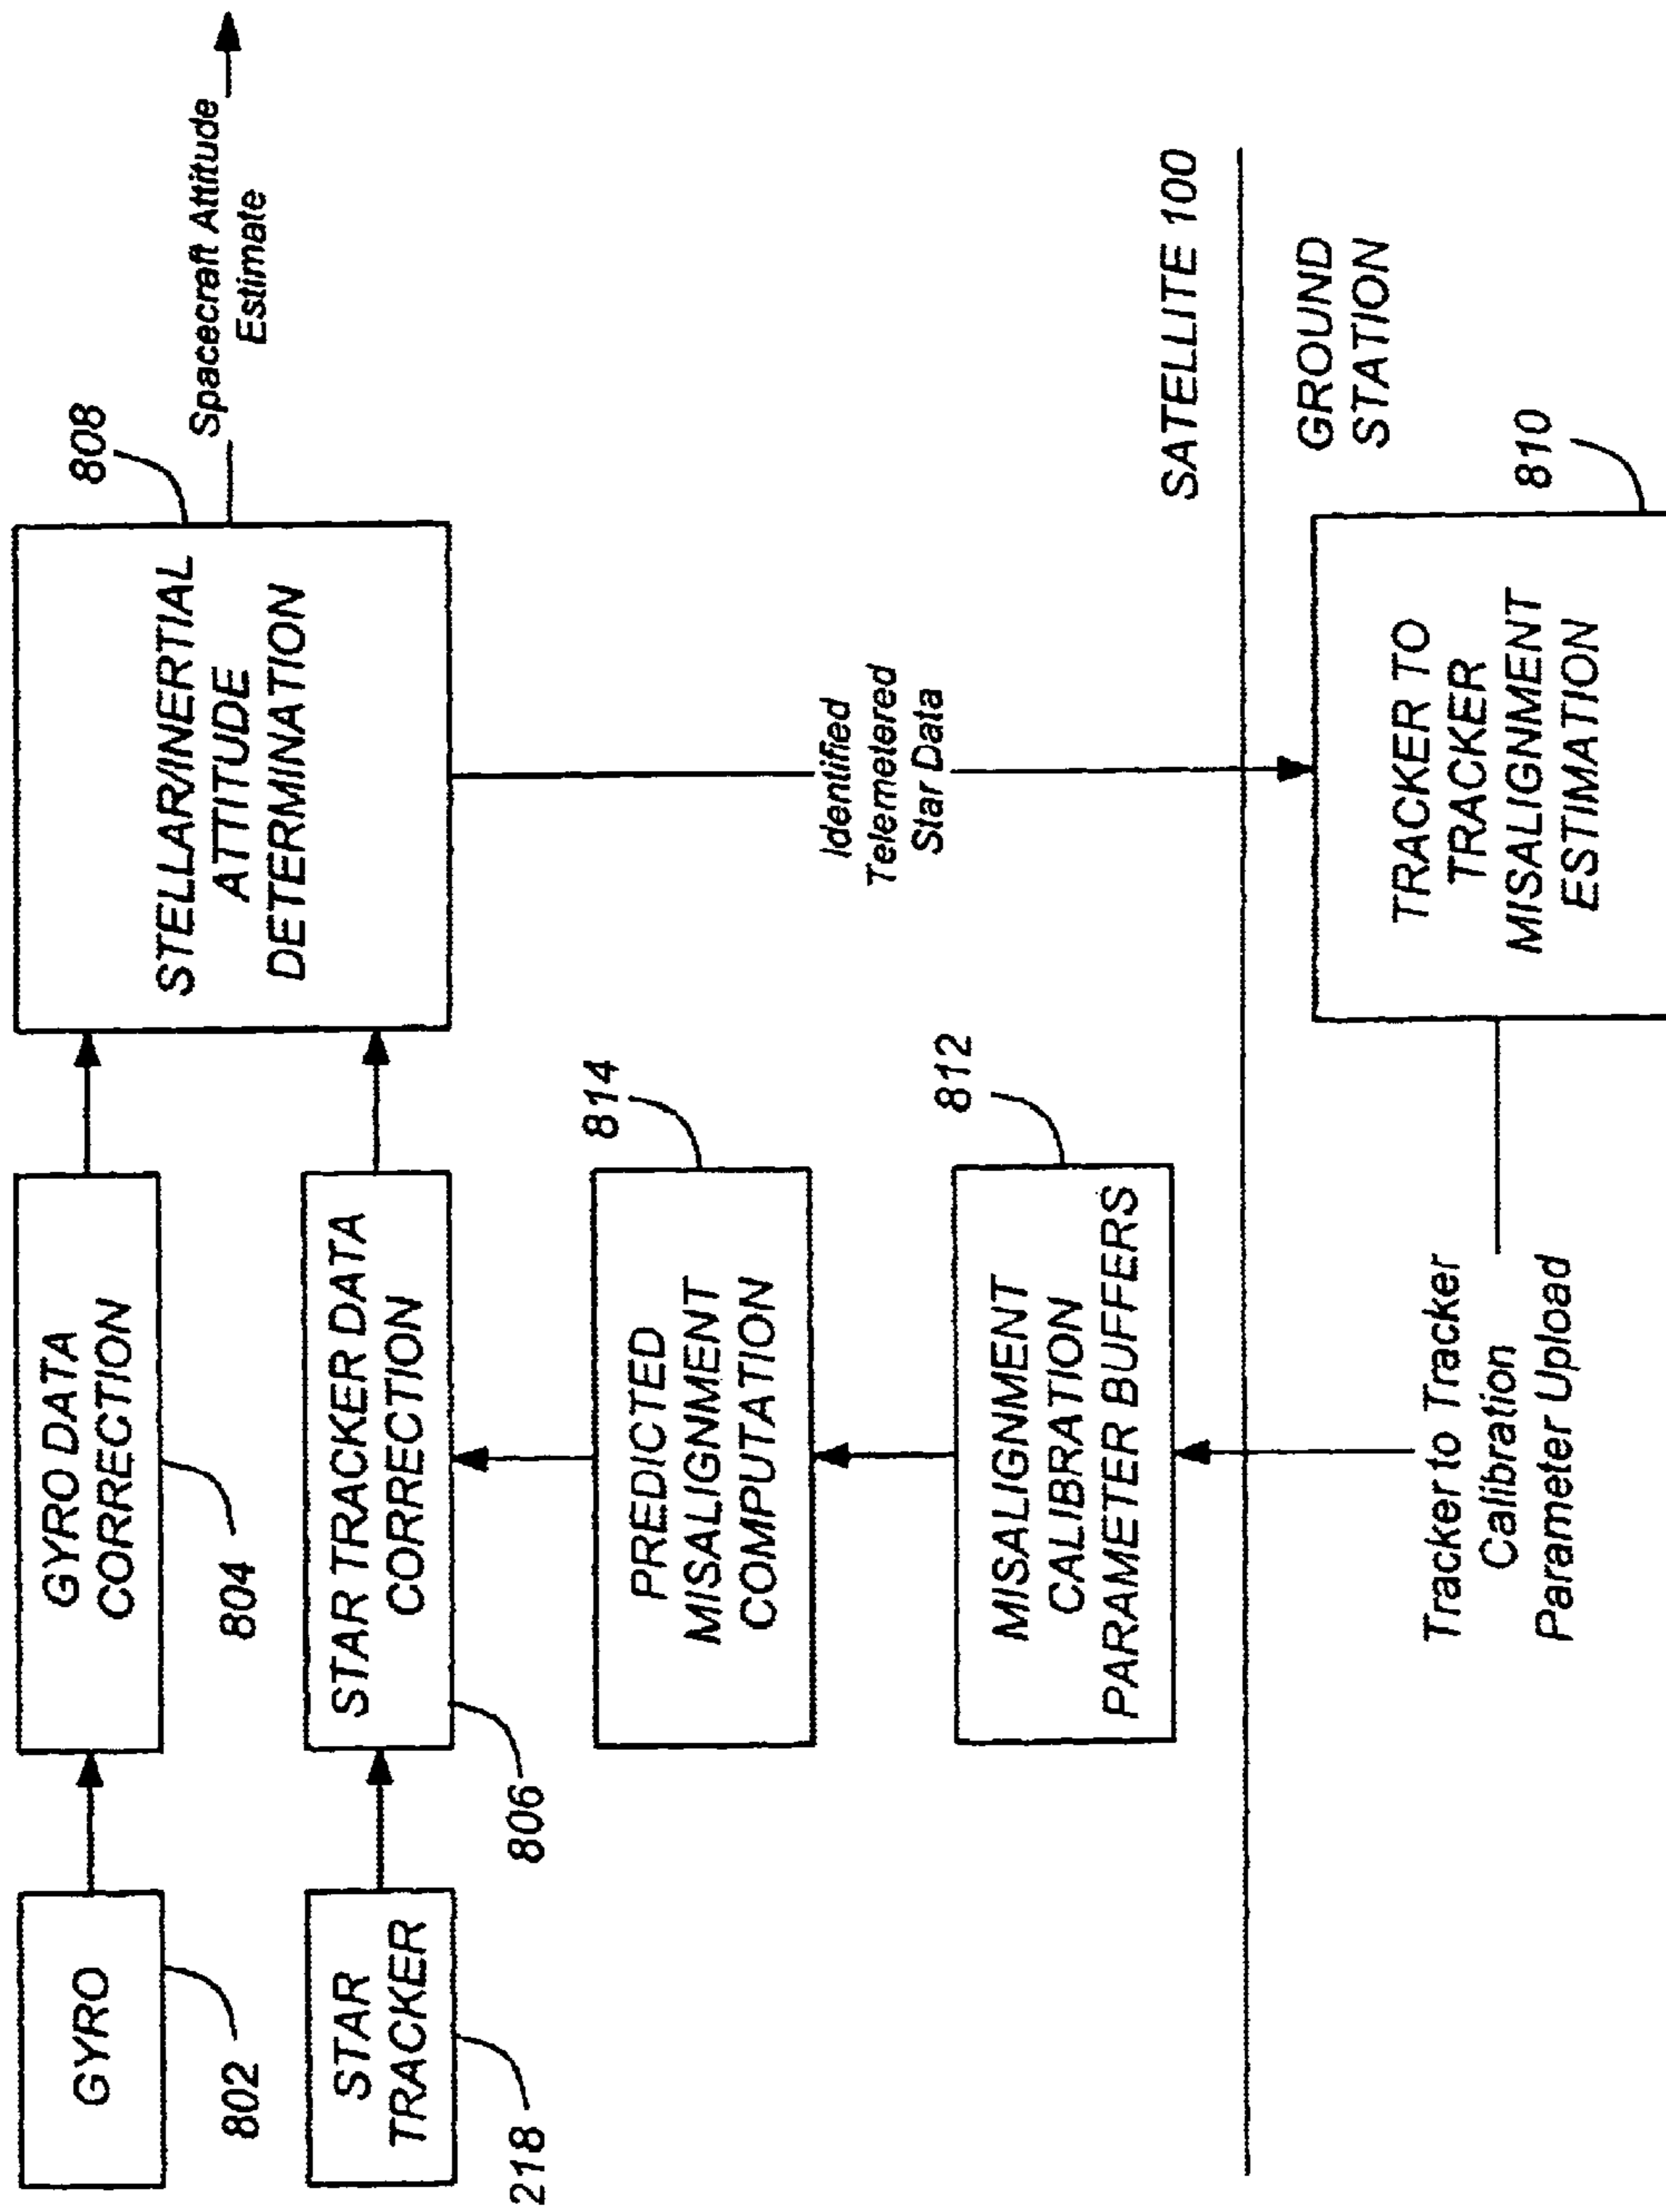 GYRO
802
GYRO DATA
CORRECTION
804
STELLAR/INERTIAL
ATTITUDE
DETERMINATION
808
Spacecraft Attitude
Estimate
STAR
TRACKER
218
STAR TRACKER DATA
CORRECTION
806
PREDICTED
MISALIGNMENT
COMPUTATION
814
Identified
Telemetered
Star Data
MISALIGNMENT
CALIBRATION
PARAMETER BUFFERS
812
SATELLITE 100
GROUND
STATION
Tracker to Tracker
Calibration
Parameter Upload
TRACKER TO
TRACKER
MISALIGNMENT
ESTIMATION
810